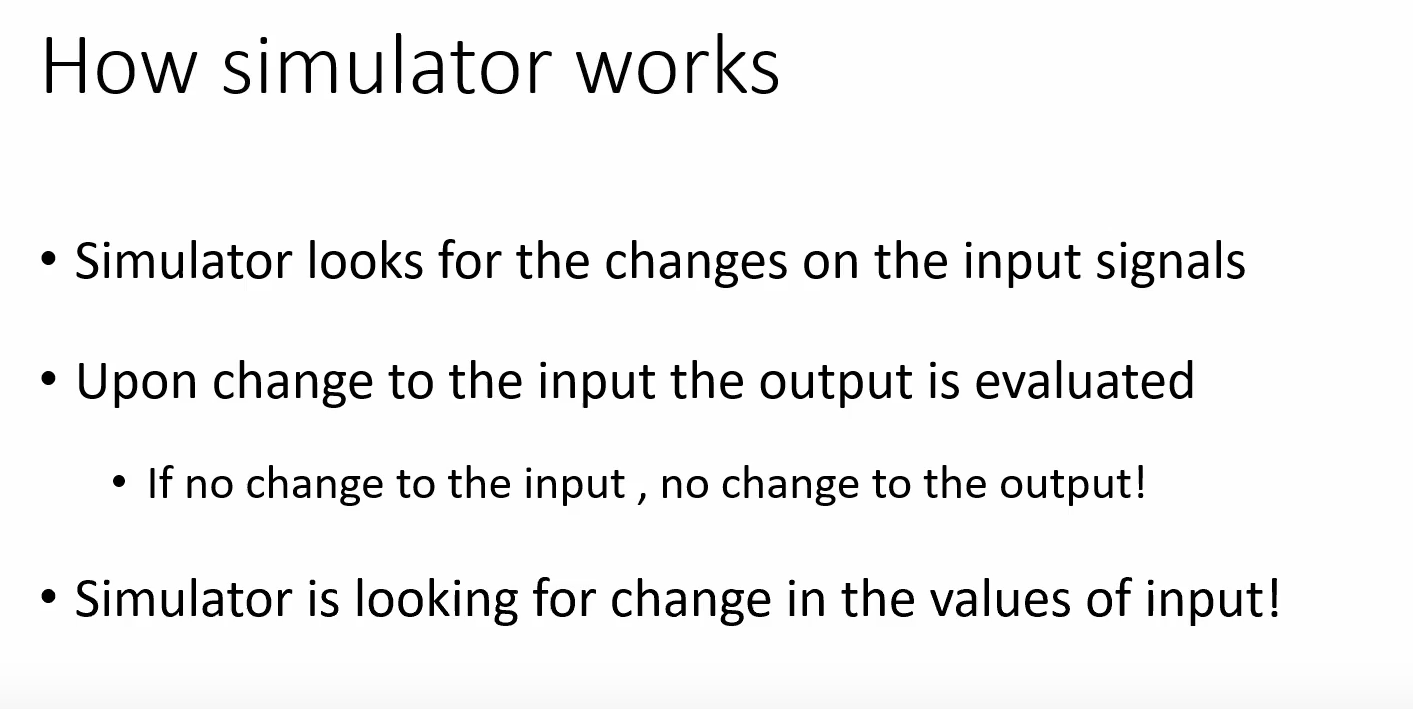 How simulator works
• Simulator looks for the changes on the input signals
• Upon change to the input the output is evaluated
• If no change to the input , no change to the output!
• Simulator is looking for change in the values of input!